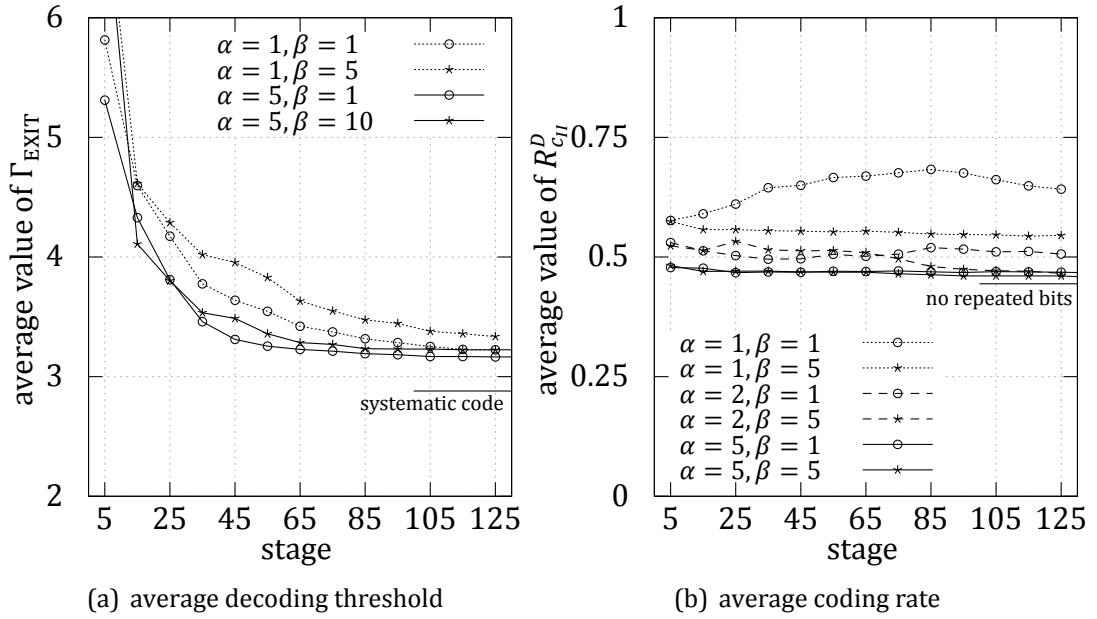 average value of Γ_EXIT
6
5
4
3
2
α = 1, β = 1
α = 1, β = 5
α = 5, β = 1
α = 5, β = 10
systematic code
5 25 45 65 85 105 125
stage
(a) average decoding threshold
average value of R^D_{c_{II}}
1
0.75
0.5
0.25
0
no repeated bits
α = 1, β = 1
α = 1, β = 5
α = 2, β = 1
α = 2, β = 5
α = 5, β = 1
α = 5, β = 5
5 25 45 65 85 105 125
stage
(b) average coding rate